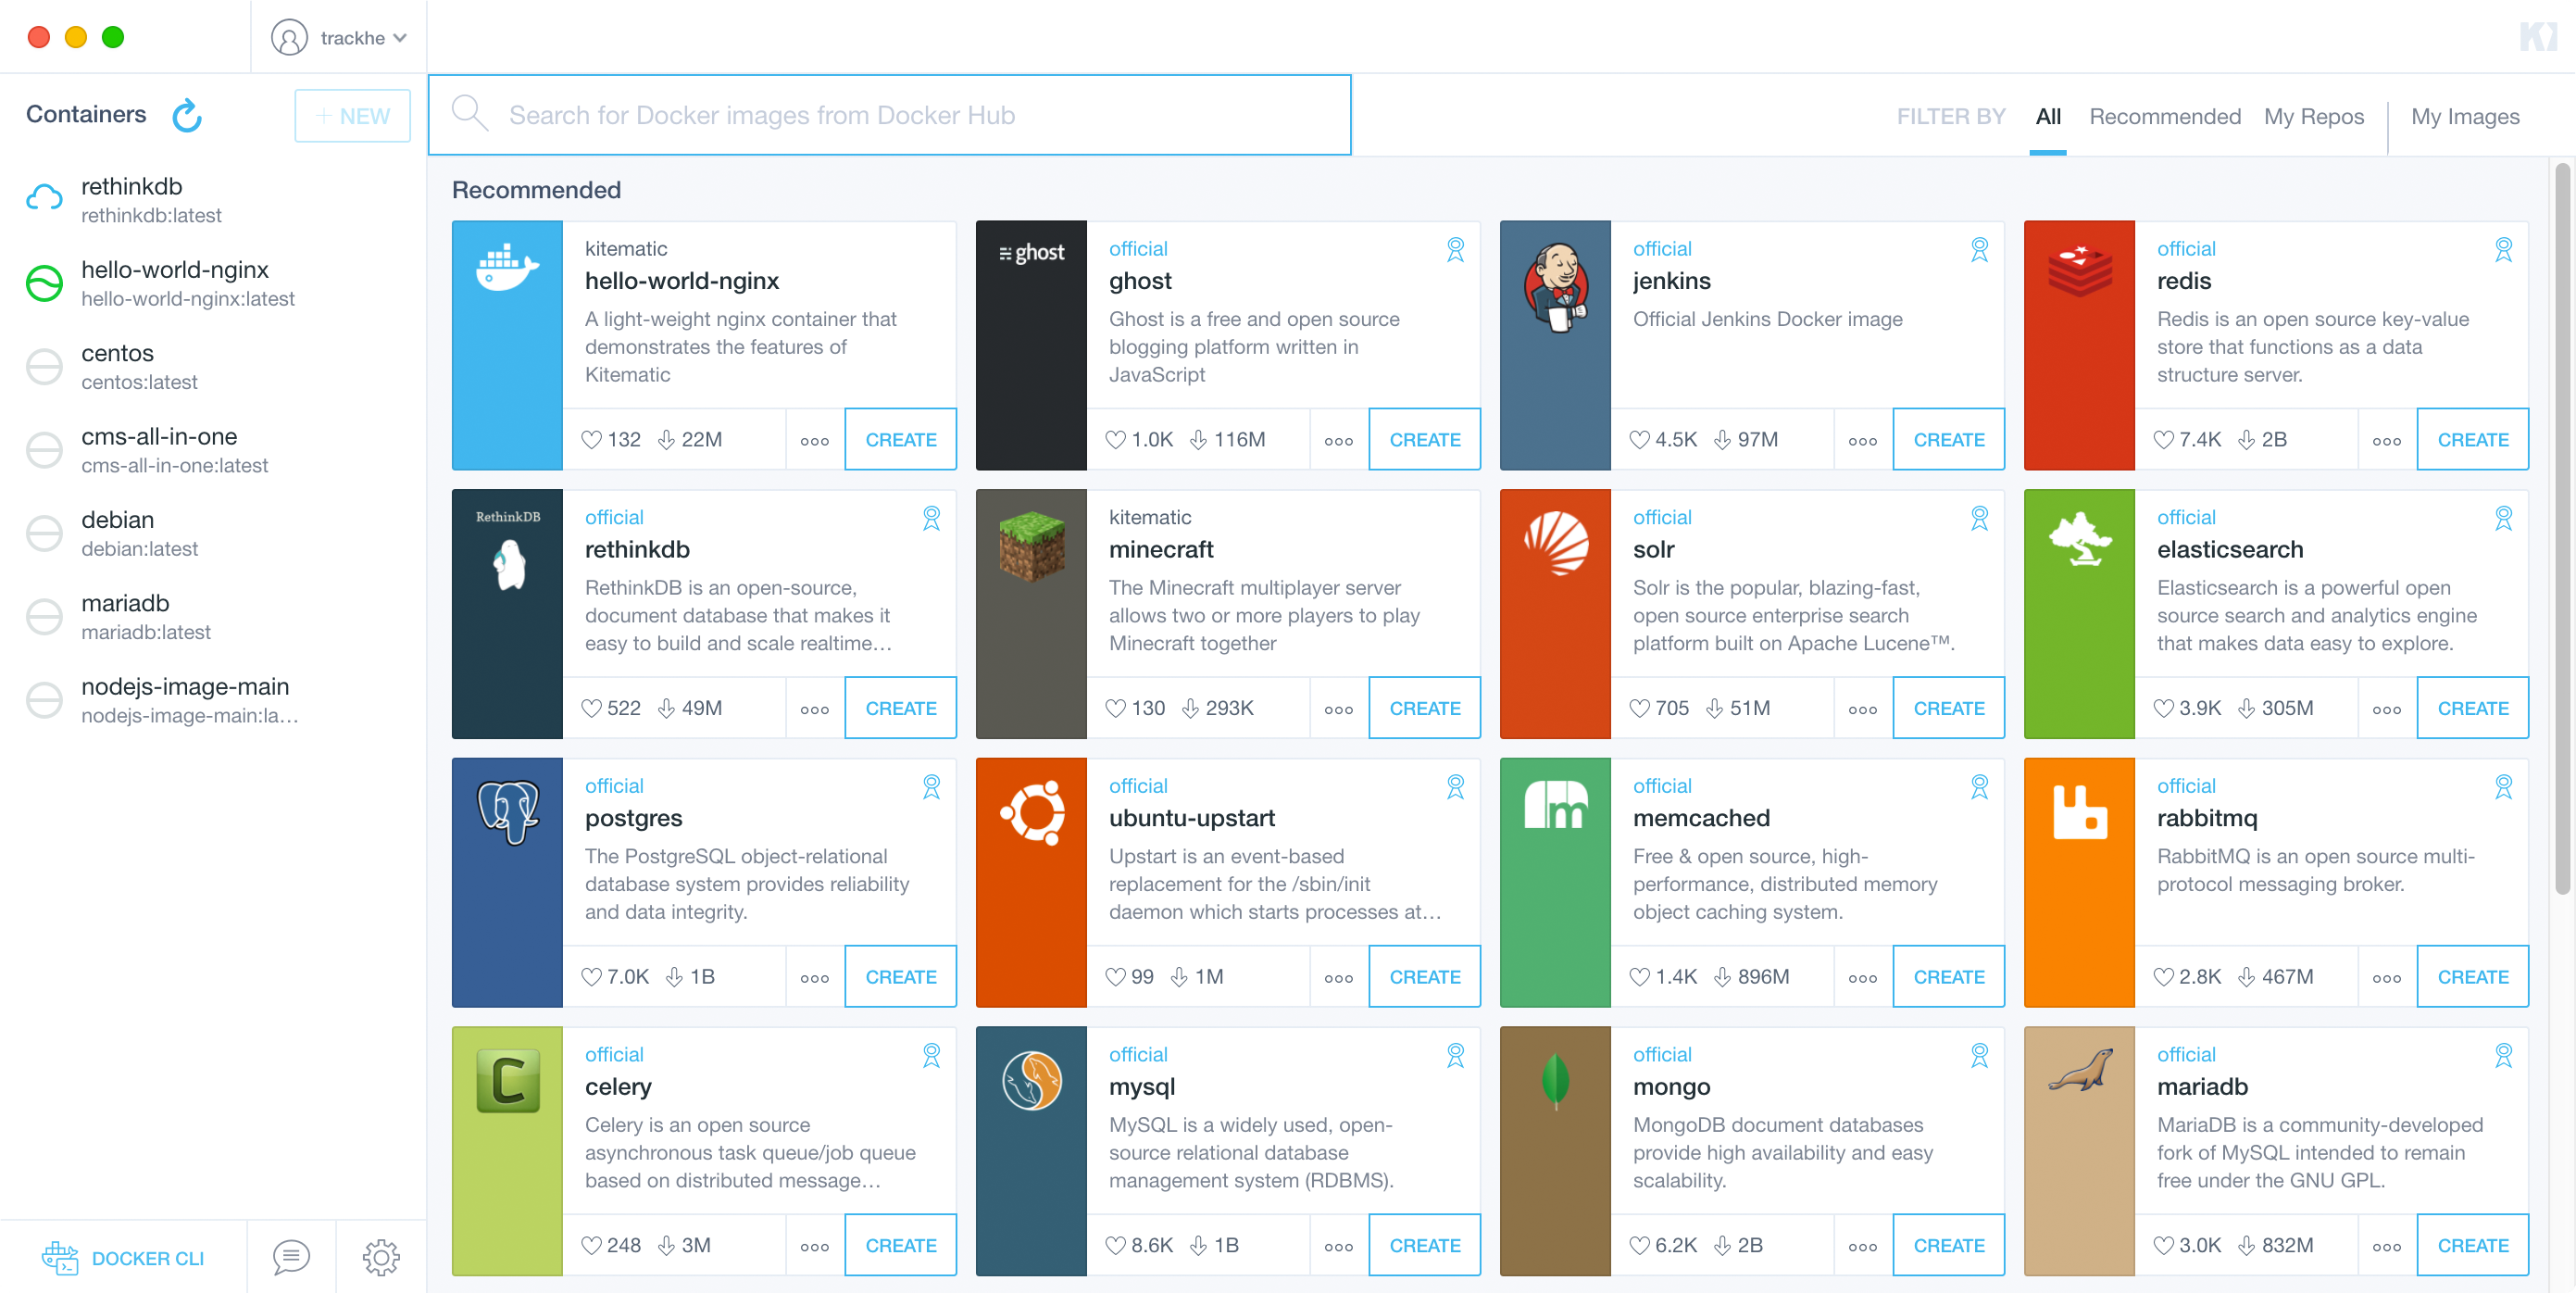 trackhe
Containers
+ NEW
rethinkdb
rethinkdb:latest
hello-world-nginx
hello-world-nginx:latest
centos
centos:latest
cms-all-in-one
cms-all-in-one:latest
debian
debian:latest
mariadb
mariadb:latest
nodejs-image-main
nodejs-image-main:la...
DOCKER CLI
Search for Docker images from Docker Hub
FILTER BY All Recommended My Repos My Images
Recommended
kitematic
hello-world-nginx
A light-weight nginx container that
demonstrates the features of
Kitematic
132 22M CREATE
ghost
official
ghost
Ghost is a free and open source
blogging platform written in
JavaScript
1.0K 116M CREATE
official
jenkins
Official Jenkins Docker image
4.5K 97M CREATE
official
redis
Redis is an open source key-value
store that functions as a data
structure server.
7.4K 2B CREATE
RethinkDB
official
rethinkdb
RethinkDB is an open-source,
document database that makes it
easy to build and scale realtime...
522 49M CREATE
kitematic
minecraft
The Minecraft multiplayer server
allows two or more players to play
Minecraft together
130 293K CREATE
official
solr
Solr is the popular, blazing-fast,
open source enterprise search
platform built on Apache Lucene™.
705 51M CREATE
official
elasticsearch
Elasticsearch is a powerful open
source search and analytics engine
that makes data easy to explore.
3.9K 305M CREATE
official
postgres
The PostgreSQL object-relational
database system provides reliability
and data integrity.
7.0K 1B CREATE
official
ubuntu-upstart
Upstart is an event-based
replacement for the /sbin/init
daemon which starts processes at...
99 1M CREATE
m
official
memcached
Free & open source, high-
performance, distributed memory
object caching system.
1.4K 896M CREATE
official
rabbitmq
RabbitMQ is an open source multi-
protocol messaging broker.
2.8K 467M CREATE
C
official
celery
Celery is an open source
asynchronous task queue/job queue
based on distributed message...
248 3M CREATE
official
mysql
MySQL is a widely used, open-
source relational database
management system (RDBMS).
8.6K 1B CREATE
official
mongo
MongoDB document databases
provide high availability and easy
scalability.
6.2K 2B CREATE
official
mariadb
MariaDB is a community-developed
fork of MySQL intended to remain
free under the GNU GPL.
3.0K 832M CREATE